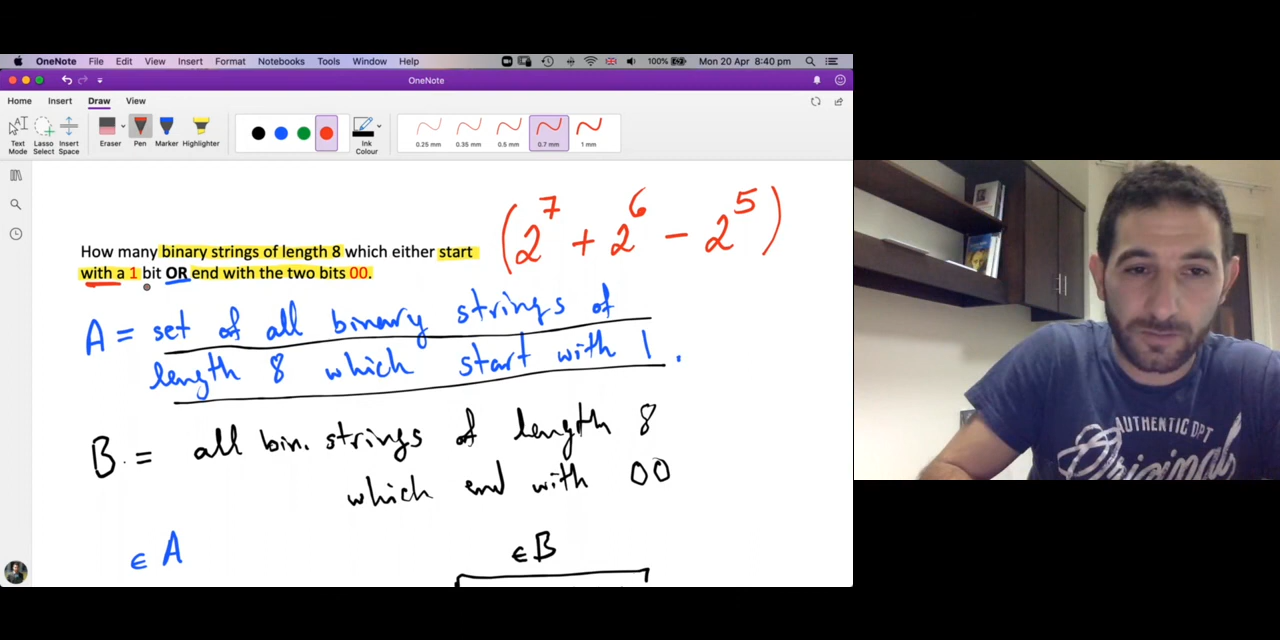 OneNote File Edit View Insert Format Notebooks Tools Window Help 100% Mon 20 Apr 8:40 pm
OneNote
Home Insert Draw View
Text Mode
Lasso Select
Insert Space
Eraser
Pen
Marker
Highlighter
Ink Colour
0.25 mm 0.35 mm 0.5 mm 0.7 mm 1 mm
(2^7 + 2^6 - 2^5)
How many binary strings of length 8 which either start
with a 1 bit OR end with the two bits 00.
A = set of all binary strings of
length 8 which start with 1.
B = all bin. strings of length 8
which end with 00
∈ A
∈ B
AUTHENTIC DPT
Original